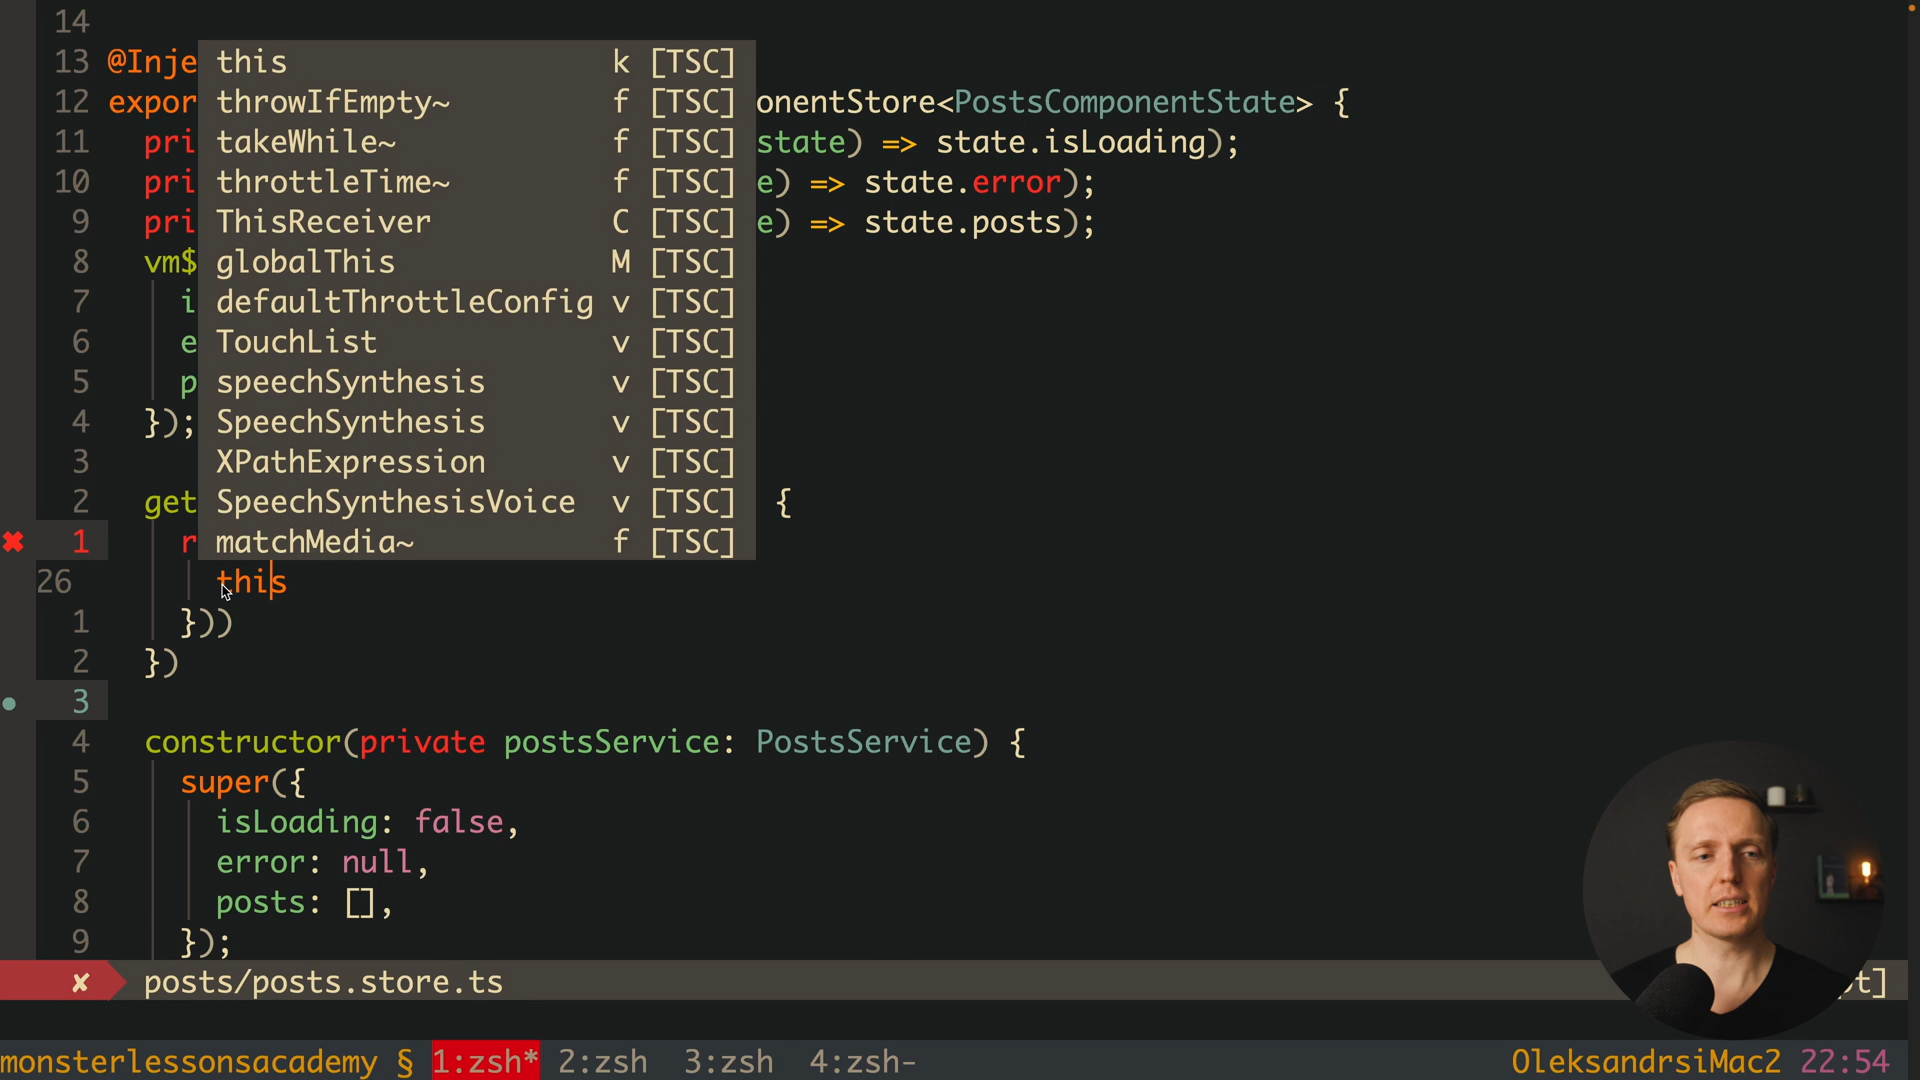 14
13 @Inje this k [TSC]
12 expor throwIfEmpty~ f [TSC] onentStore<PostsComponentState> {
11 pri takeWhile~ f [TSC] state) => state.isLoading);
10 pri throttleTime~ f [TSC] e) => state.error);
9 pri ThisReceiver C [TSC] e) => state.posts);
8 vm$ globalThis M [TSC]
7 i defaultThrottleConfig v [TSC]
6 e TouchList v [TSC]
5 p speechSynthesis v [TSC]
4 }); SpeechSynthesis v [TSC]
3 XPathExpression v [TSC]
2 get SpeechSynthesisVoice v [TSC] {
✖ 1 r matchMedia~ f [TSC]
26 this
1 }))
2 })
3
4 constructor(private postsService: PostsService) {
5 super({
6 isLoading: false,
7 error: null,
8 posts: [],
9 });
✘ posts/posts.store.ts pt]
monsterlessonsacademy § 1:zsh* 2:zsh 3:zsh 4:zsh- OleksandrsiMac2 22:54